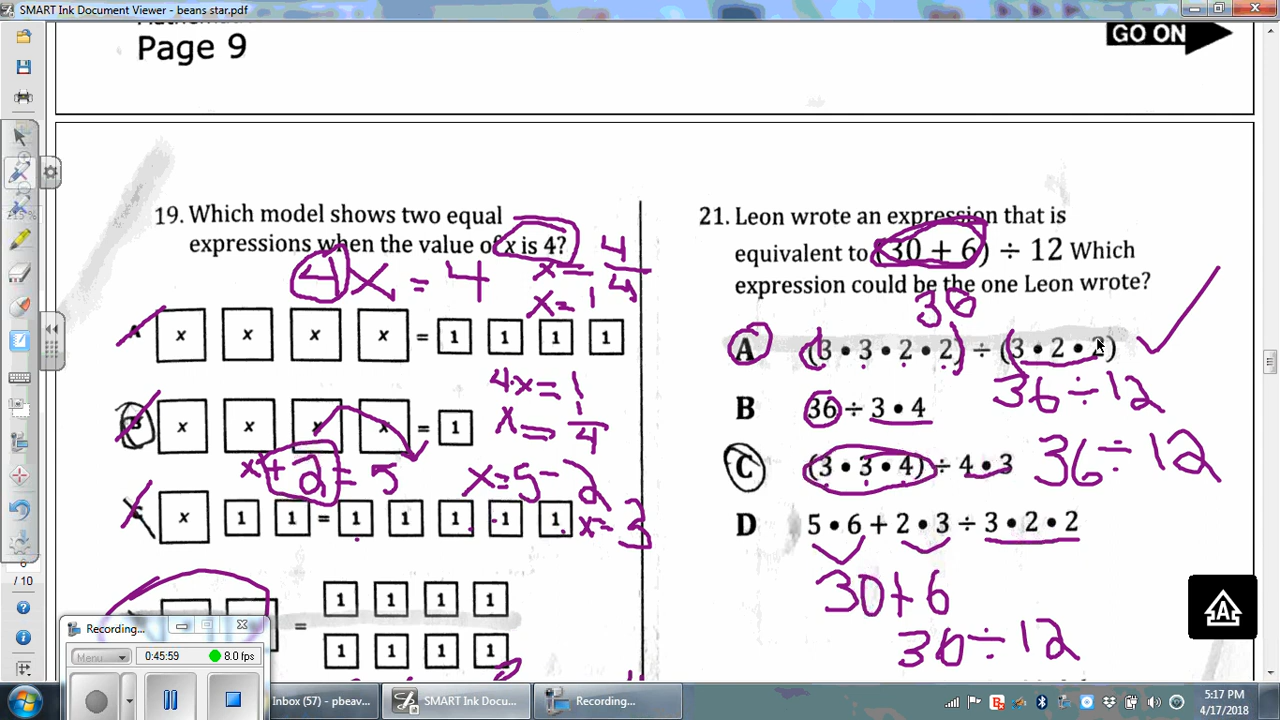 SMART Ink Document Viewer - beans star.pdf
Page 9
GO ON
19. Which model shows two equal
expressions when the value of x is 4?
4x = 4
x = 4/4
x = 1
A x x x x = 1 1 1 1
4·x = 1
x = 1/4
B x x x x = 1
x + 2 = 5
x = 5 - 2
x = 3
x 1 1 = 1 1 1 1 1
= 1 1 1 1
1 1 1 1
21. Leon wrote an expression that is
equivalent to (30 + 6) ÷ 12 Which
expression could be the one Leon wrote?
36
A (3 • 3 • 2 • 2) ÷ (3 • 2 • 2)
36 ÷ 12
B 36 ÷ 3 • 4
C (3 • 3 • 4) ÷ 4 • 3
36 ÷ 12
D 5 • 6 + 2 • 3 ÷ 3 • 2 • 2
30 + 6
36 ÷ 12
/ 10
A
Recording...
Menu
0:45:59
8.0 fps
Inbox (57) - pbeav...
SMART Ink Docum...
Recording...
5:17 PM
4/17/2018